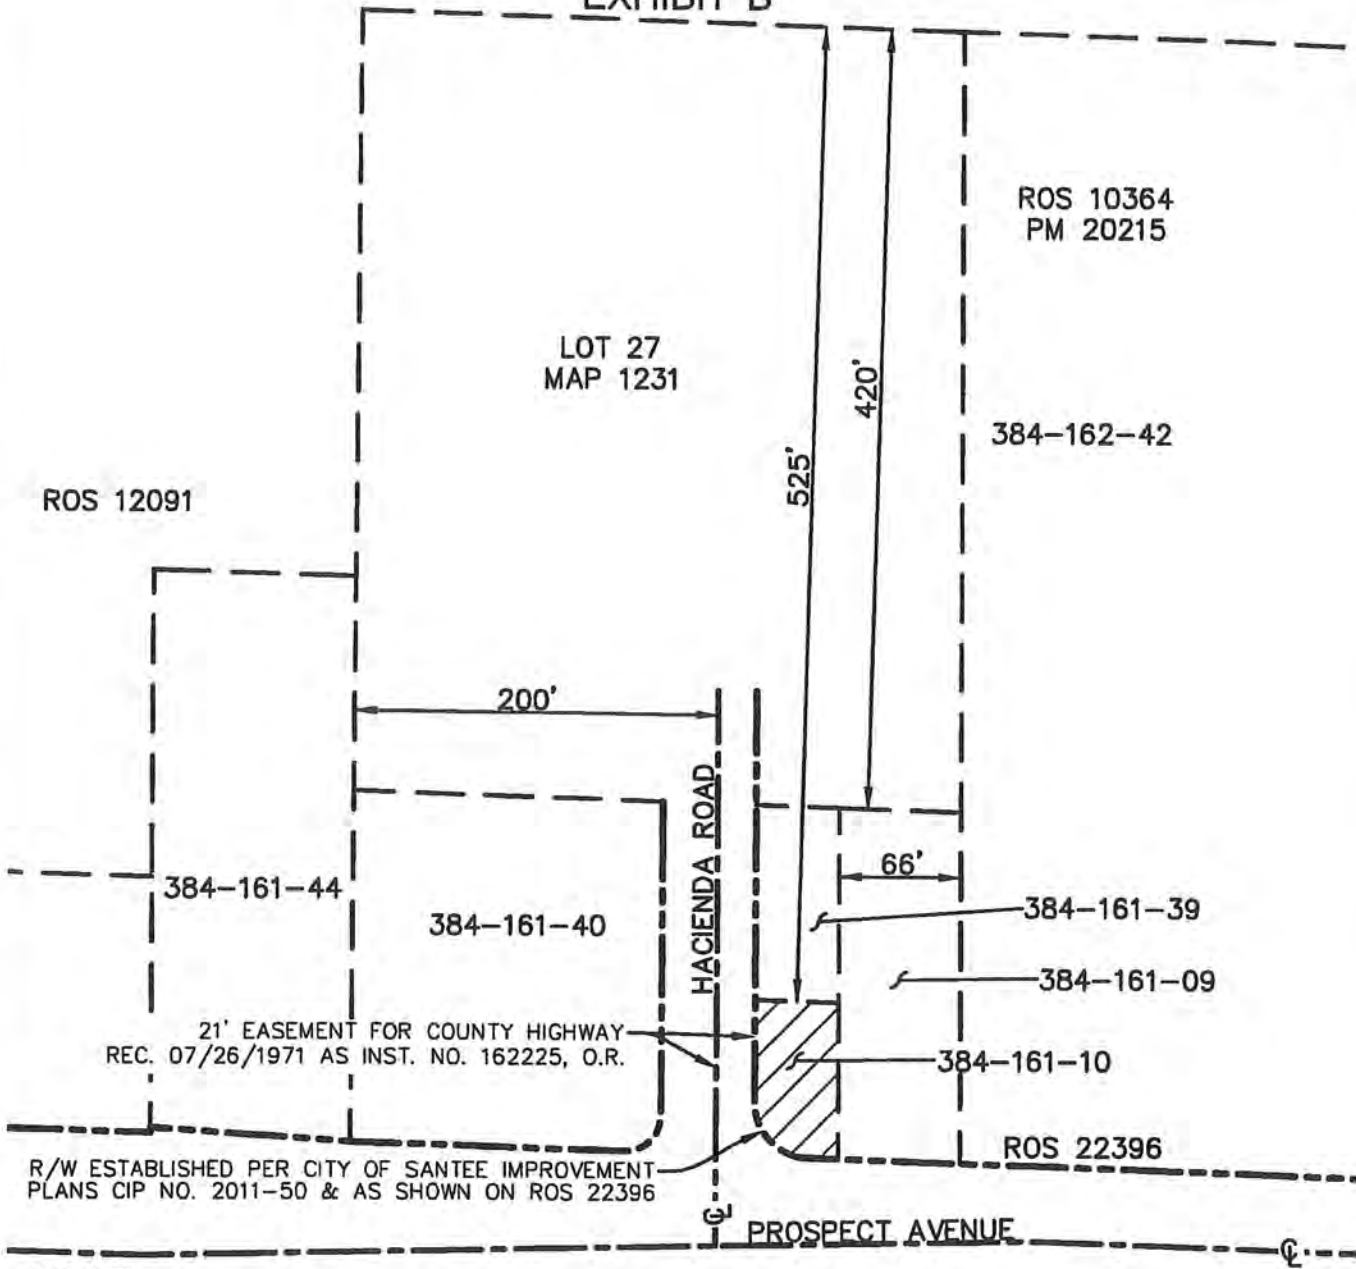 EXHIBIT B
ROS 10364
PM 20215
LOT 27
MAP 1231
420'
525'
384-162-42
ROS 12091
200'
HACIENDA ROAD
66'
384-161-44
384-161-40
384-161-39
384-161-09
21' EASEMENT FOR COUNTY HIGHWAY
REC. 07/26/1971 AS INST. NO. 162225, O.R.
384-161-10
ROS 22396
R/W ESTABLISHED PER CITY OF SANTEE IMPROVEMENT
PLANS CIP NO. 2011-50 & AS SHOWN ON ROS 22396
℄
PROSPECT AVENUE
℄